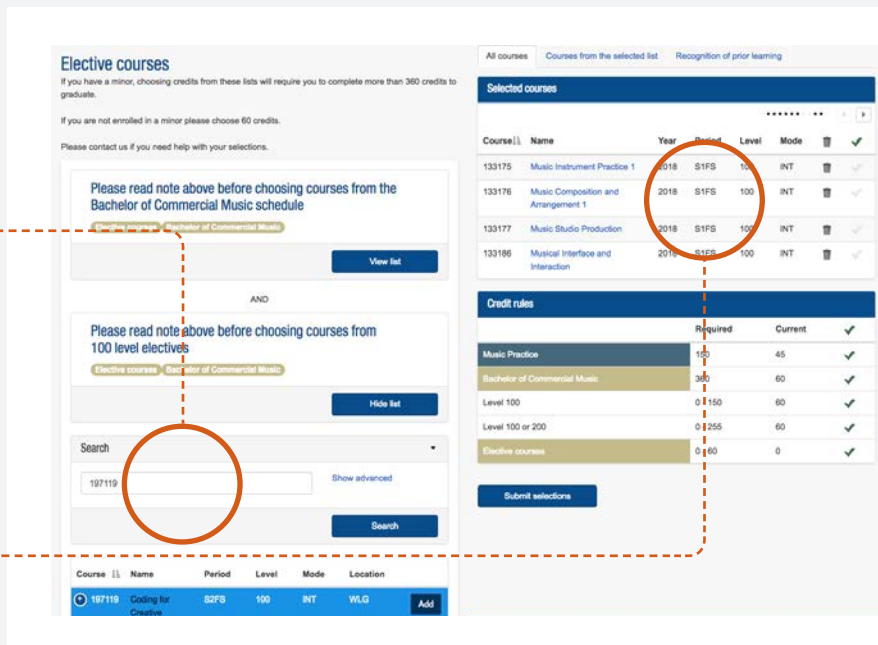 Elective courses
If you have a minor, choosing credits from these lists will require you to complete more than 360 credits to
graduate.
If you are not enrolled in a minor please choose 60 credits.
Please contact us if you need help with your selections.
Please read note above before choosing courses from the
Bachelor of Commercial Music schedule
Elective courses Bachelor of Commercial Music
View list
AND
Please read note above before choosing courses from
100 level electives
Elective courses Bachelor of Commercial Music
Hide list
Search
197119
Show advanced
Search
Course Name Period Level Mode Location
197119 Coding for S2FS 100 INT WLG Add
Creative
All courses Courses from the selected list Recognition of prior learning
Selected courses
Course Name Year Period Level Mode
133175 Music Instrument Practice 1 2018 S1FS 100 INT
133176 Music Composition and 2018 S1FS 100 INT
Arrangement 1
133177 Music Studio Production 2018 S1FS 100 INT
133186 Musical Interface and 2018 S1FS 100 INT
Interaction
Credit rules
Required Current
Music Practice 150 45
Bachelor of Commercial Music 360 60
Level 100 0 - 150 60
Level 100 or 200 0 - 255 60
Elective courses 0 - 60 0
Submit selections